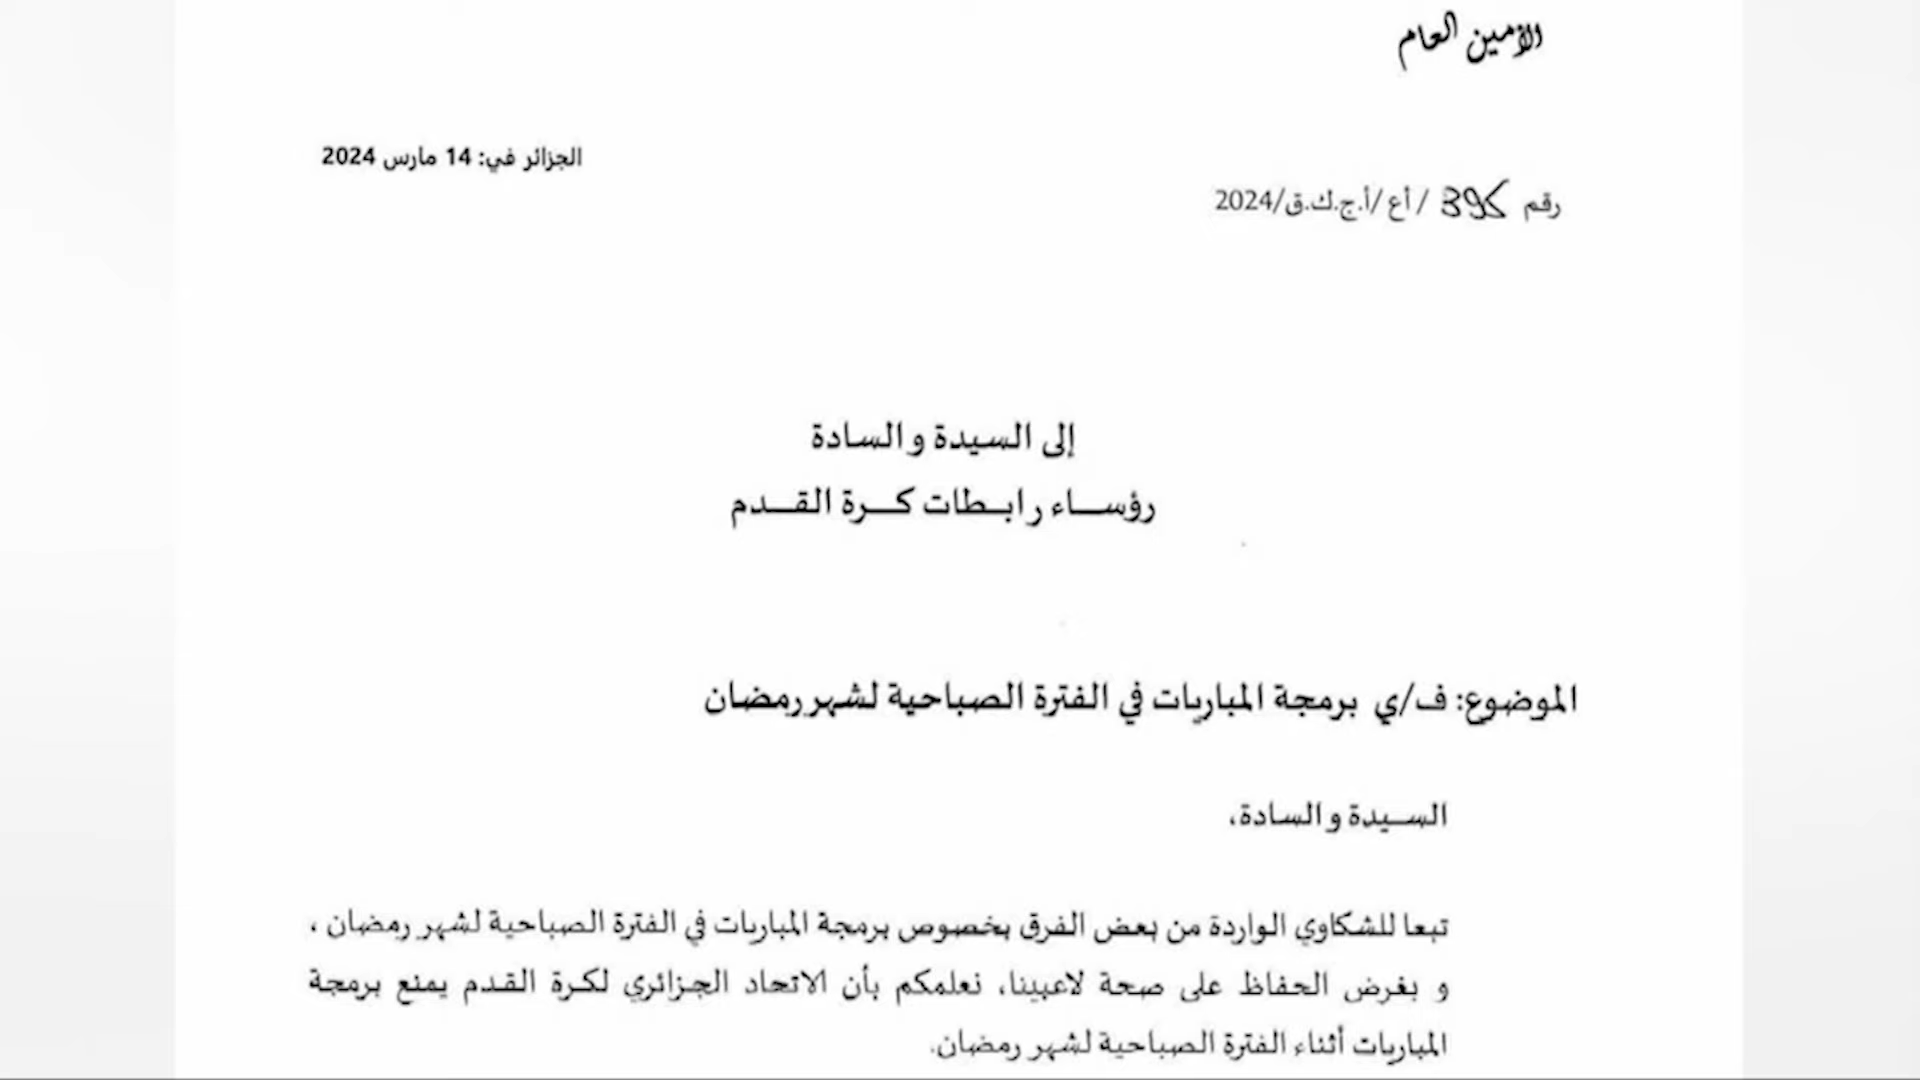 الأمين العام
الجزائر في: 14 مارس 2024
رقم 396 / أع/أ.ج.ك.ق/2024
إلى السيدة والسادة
رؤساء رابطات كرة القدم
الموضوع: ف/ي برمجة المباريات في الفترة الصباحية لشهر رمضان
السيدة والسادة،
تبعا للشكاوي الواردة من بعض الفرق بخصوص برمجة المباريات في الفترة الصباحية لشهر رمضان ،
و بغرض الحفاظ على صحة لاعبينا، نعلمكم بأن الاتحاد الجزائري لكرة القدم يمنع برمجة
المباريات أثناء الفترة الصباحية لشهر رمضان.